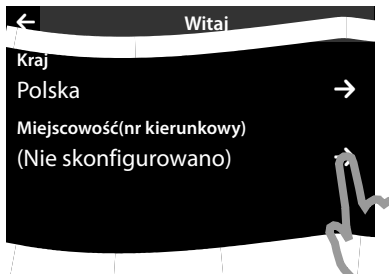 Witaj
Kraj
Polska
Miejscowość(nr kierunkowy)
(Nie skonfigurowano)